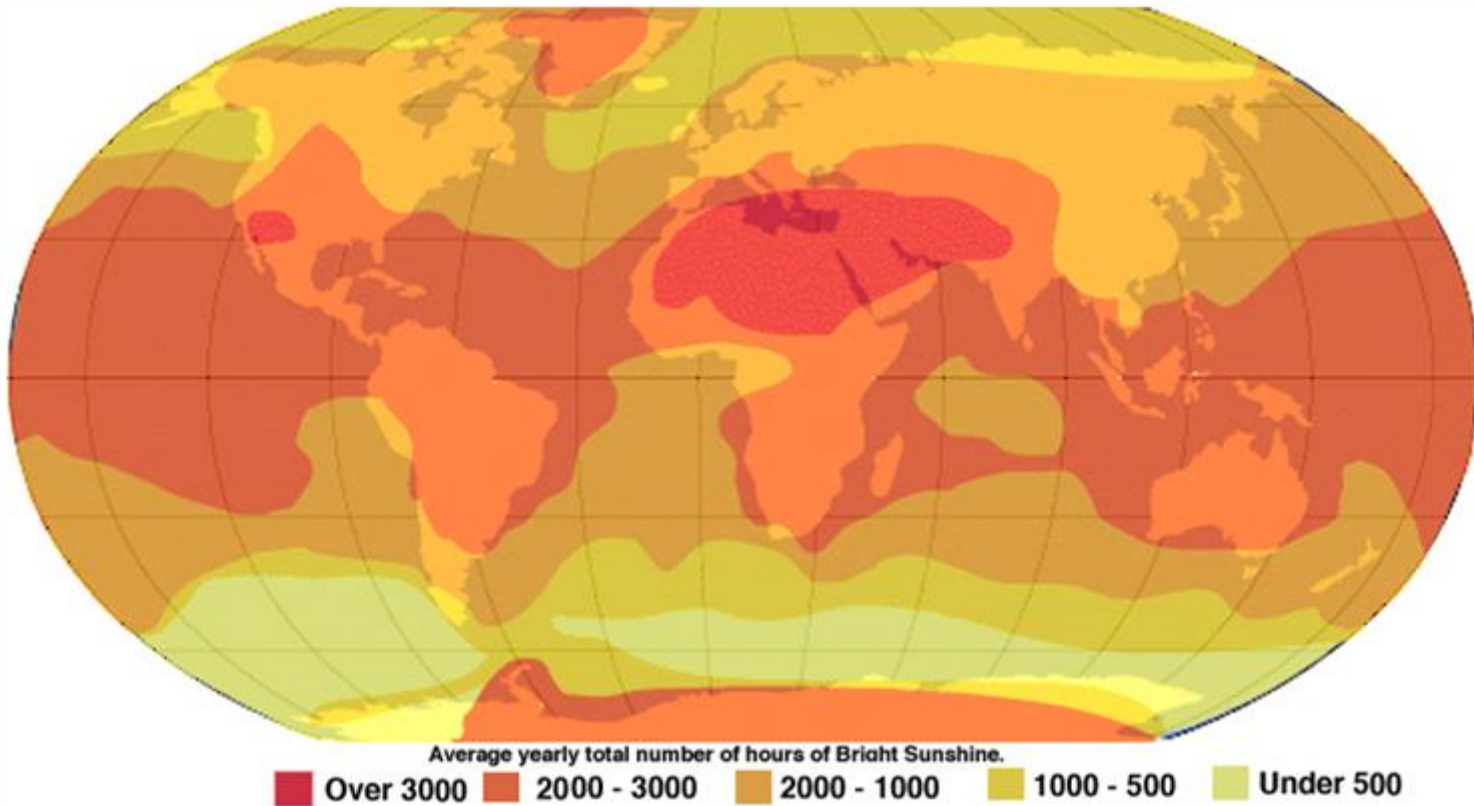 Average yearly total number of hours of Bright Sunshine.
Over 3000 2000 - 3000 2000 - 1000 1000 - 500 Under 500